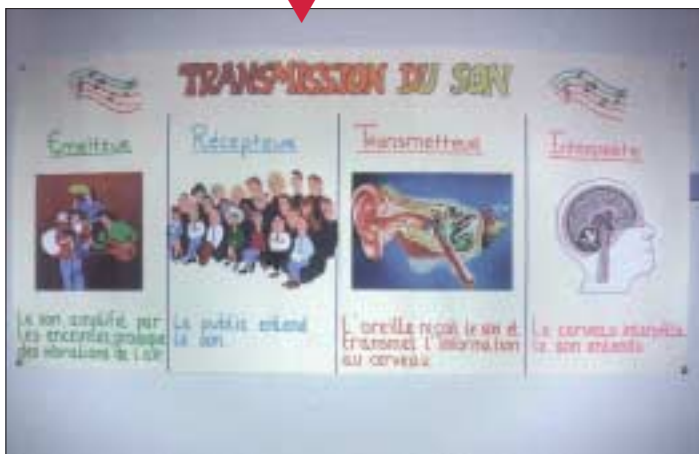 TRANSMISSION DU SON
Émetteur
Le son amplifié par
les enceintes provoque
des vibrations de l'air
Récepteur
Le public entend
le son
Transmetteur
L'oreille reçoit le son et
transmet l'information
au cerveau
Interprète
Le cerveau interprète
le son entendu